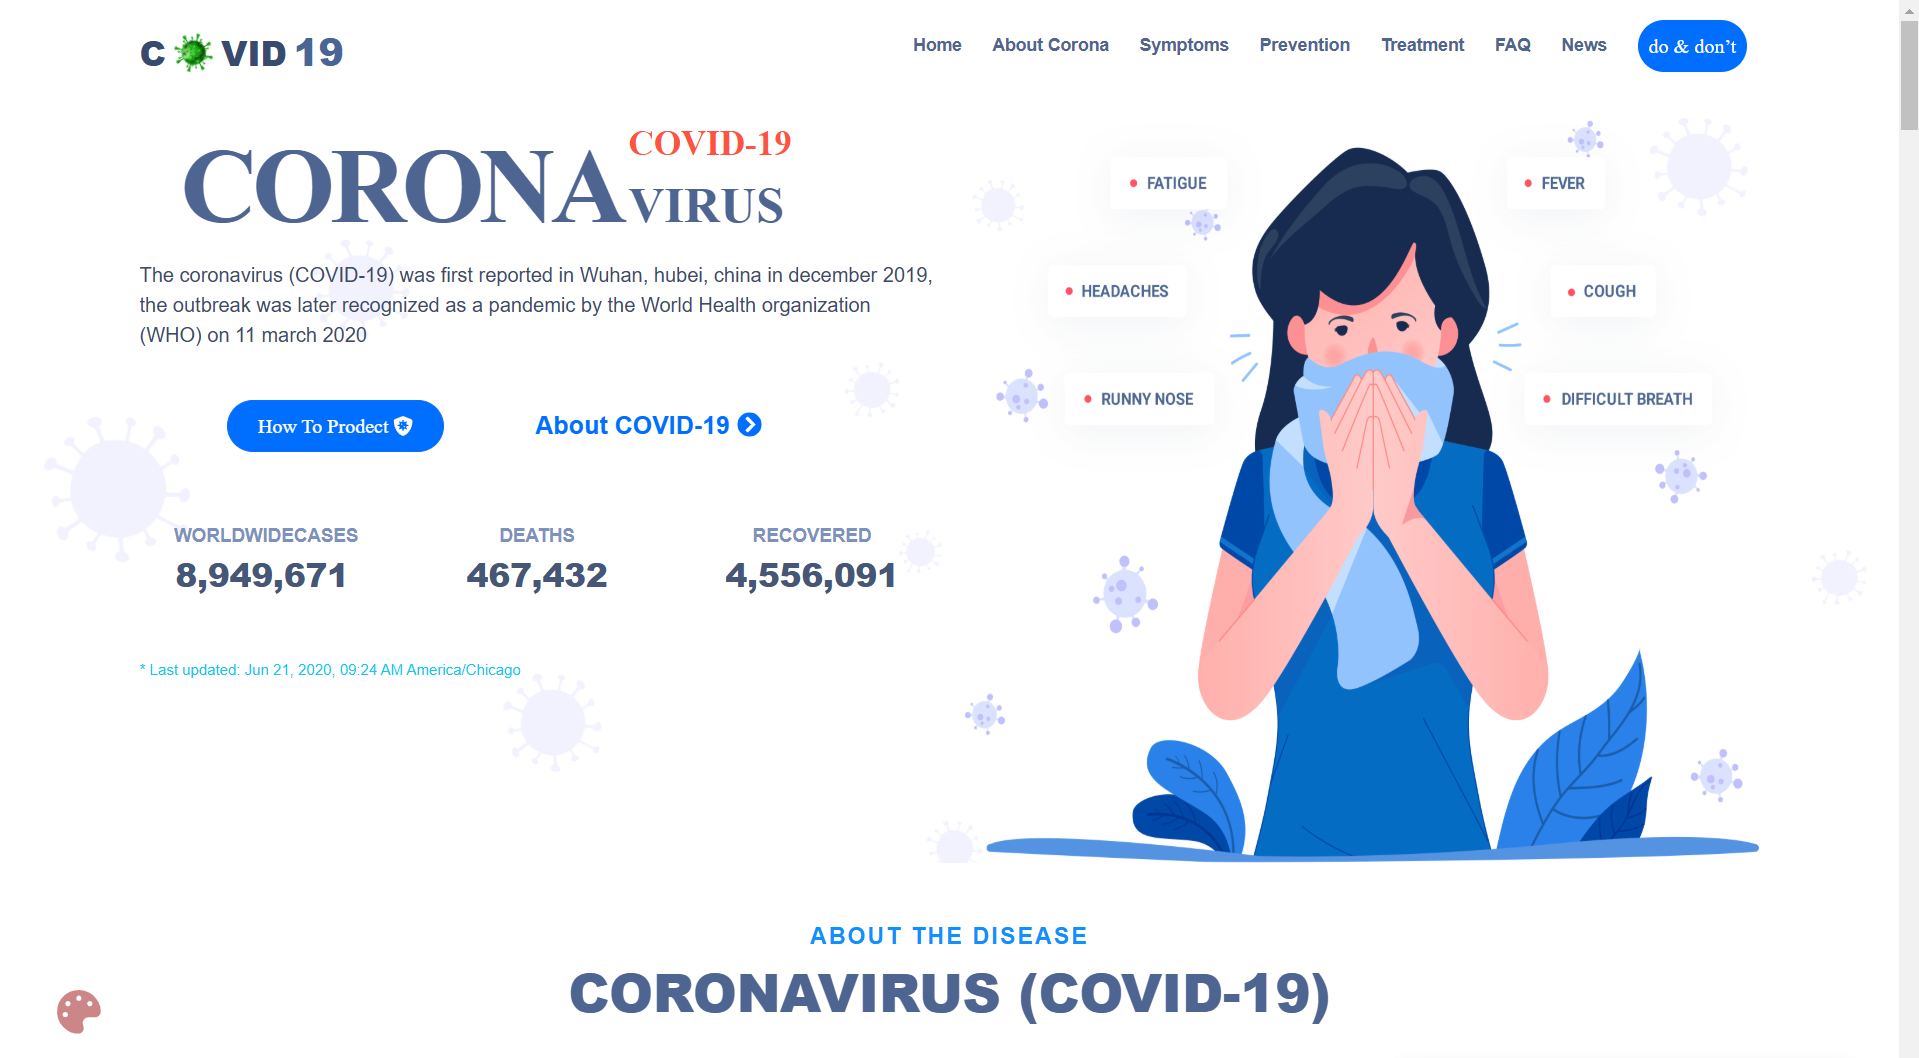 C VID 19
Home About Corona Symptoms Prevention Treatment FAQ News do & don't
COVID-19
CORONA VIRUS
The coronavirus (COVID-19) was first reported in Wuhan, hubei, china in december 2019,
the outbreak was later recognized as a pandemic by the World Health organization
(WHO) on 11 march 2020
How To Prodect
About COVID-19
WORLDWIDECASES
8,949,671
DEATHS
467,432
RECOVERED
4,556,091
* Last updated: Jun 21, 2020, 09:24 AM America/Chicago
FATIGUE
FEVER
HEADACHES
COUGH
RUNNY NOSE
DIFFICULT BREATH
ABOUT THE DISEASE
CORONAVIRUS (COVID-19)